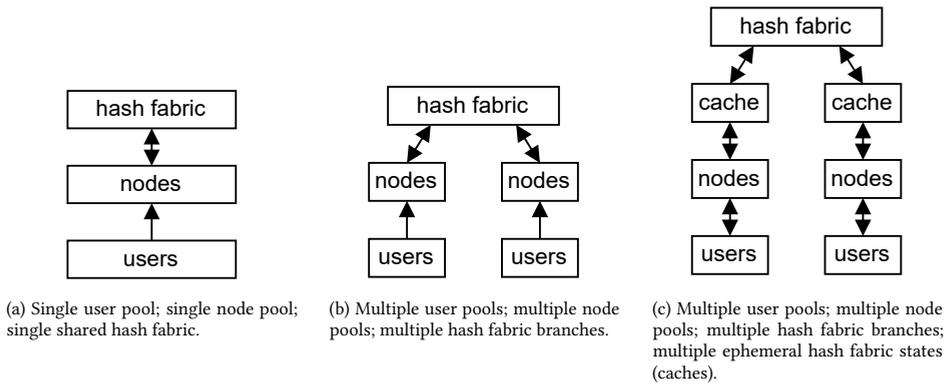 hash fabric
nodes
users
(a) Single user pool; single node pool;
single shared hash fabric.
hash fabric
nodes nodes
users users
(b) Multiple user pools; multiple node
pools; multiple hash fabric branches.
hash fabric
cache cache
nodes nodes
users users
(c) Multiple user pools; multiple node
pools; multiple hash fabric branches;
multiple ephemeral hash fabric states
(caches).